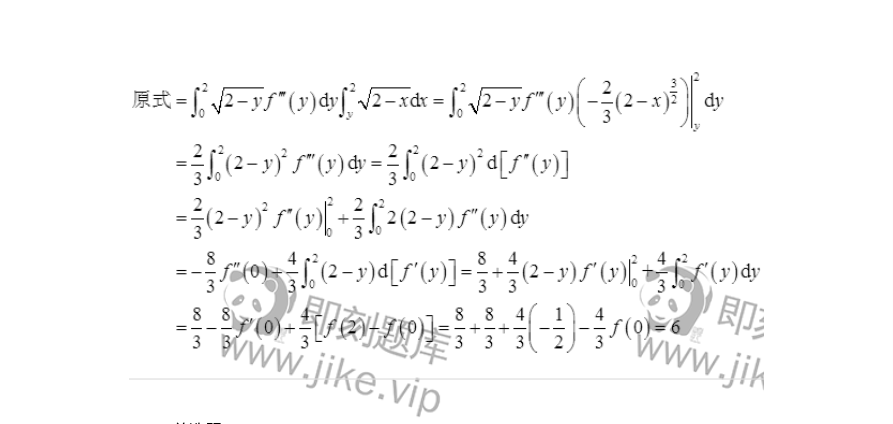 原式 = ∫₀² √(2−y) f‴(y)dy ∫_y² √(2−x) dx = ∫₀² √(2−y) f‴(y) (−2/3 (2−x)^(3/2)) |_y² dy
= 2/3 ∫₀² (2−y)² f‴(y) dy = 2/3 ∫₀² (2−y)² d[f″(y)]
= 2/3 (2−y)² f″(y) |₀² + 2/3 ∫₀² 2(2−y) f″(y) dy
= −8/3 f″(0) + 4/3 ∫₀² (2−y) d[f′(y)] = 8/3 + 4/3 (2−y) f′(y) |₀² + 4/3 ∫₀² f′(y) dy
= 8/3 − 8/3 f′(0) + 4/3 [f(2) − f(0)] = 8/3 + 8/3 + 4/3 (−1/2) − 4/3 f(0) = 6
即刻题库
www.jike.vip
即
www.jik